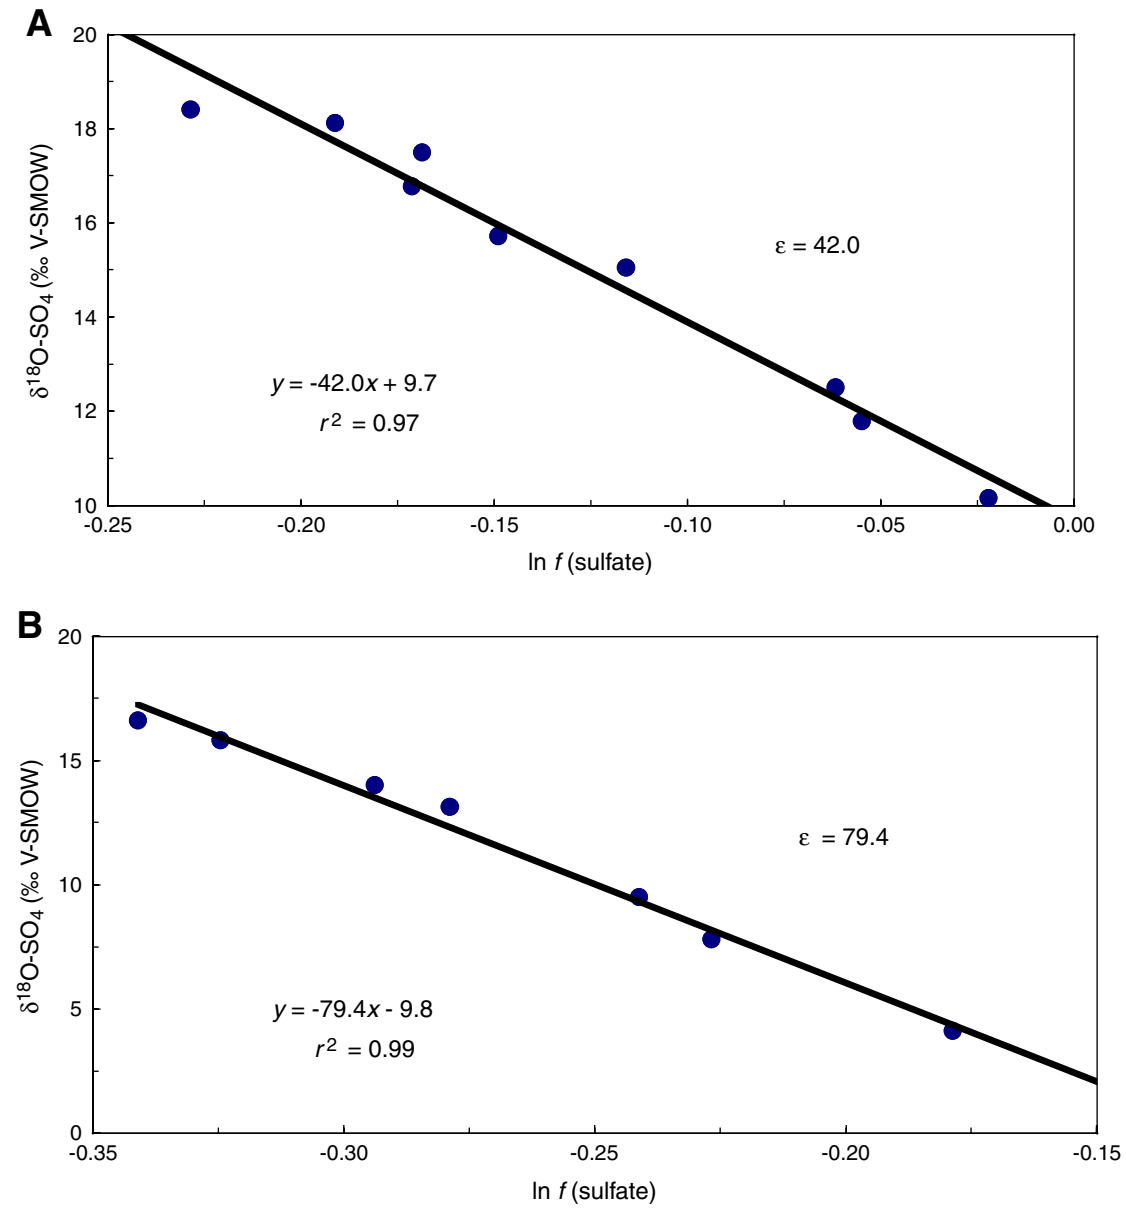 A
20
18
16
14
12
10
δ18O-SO4 (‰ V-SMOW)
ε = 42.0
y = -42.0x + 9.7
r2 = 0.97
-0.25 -0.20 -0.15 -0.10 -0.05 0.00
ln f (sulfate)
B
20
15
10
5
0
δ18O-SO4 (‰ V-SMOW)
ε = 79.4
y = -79.4x - 9.8
r2 = 0.99
-0.35 -0.30 -0.25 -0.20 -0.15
ln f (sulfate)